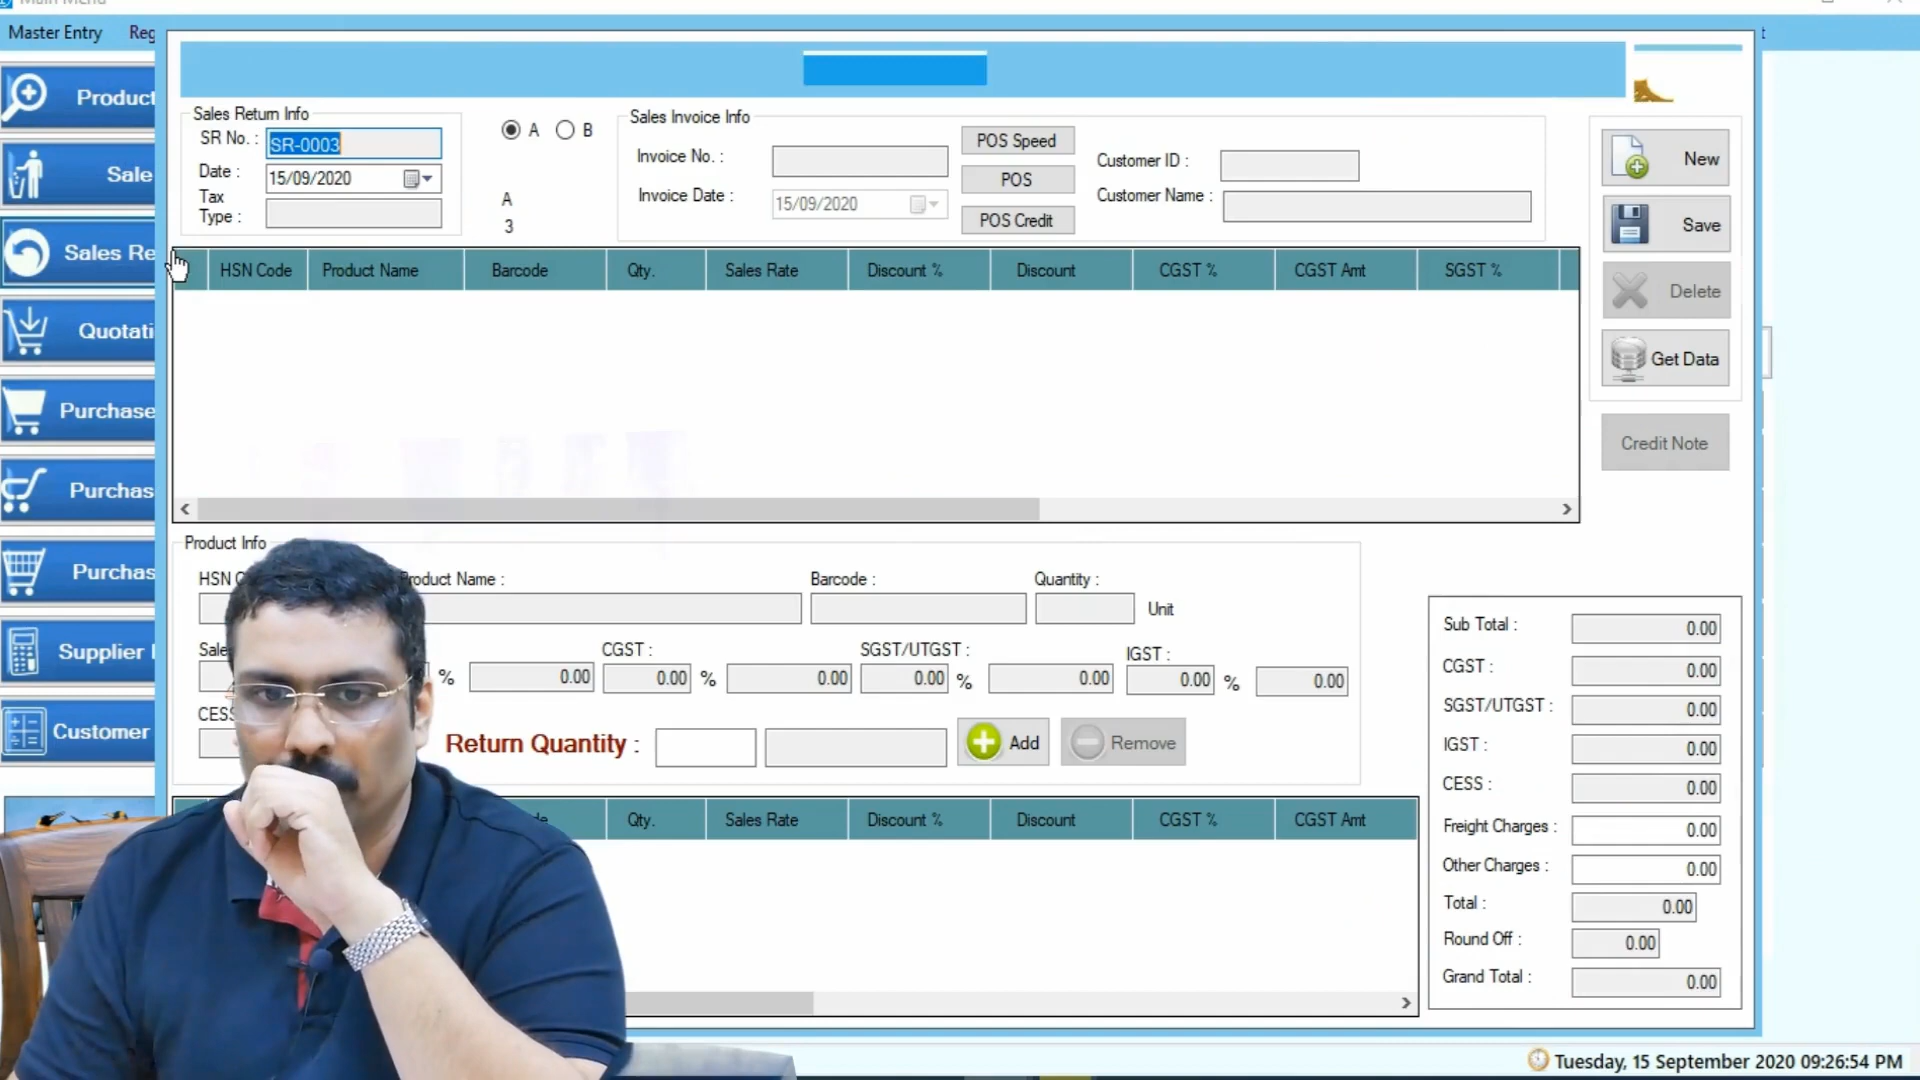 Main Menu
Master Entry Reg
Product
Sale
Sales Re
Quotati
Purchase
Purchas
Purchas
Supplier
Customer
Sales Return Info
SR No. : SR-0003
Date : 15/09/2020
Tax
Type :
A B
A
3
Sales Invoice Info
Invoice No. :
Invoice Date : 15/09/2020
POS Speed
POS
POS Credit
Customer ID :
Customer Name :
New
Save
Delete
Get Data
Credit Note
HSN Code Product Name Barcode Qty. Sales Rate Discount % Discount CGST % CGST Amt SGST %
Product Info
HSN Product Name : Barcode : Quantity :
Unit
Sale CGST : SGST/UTGST : IGST :
% 0.00 0.00 % 0.00 0.00 % 0.00 0.00 % 0.00
CESS
Return Quantity : Add Remove
Qty. Sales Rate Discount % Discount CGST % CGST Amt
Sub Total : 0.00
CGST : 0.00
SGST/UTGST : 0.00
IGST : 0.00
CESS : 0.00
Freight Charges : 0.00
Other Charges : 0.00
Total : 0.00
Round Off : 0.00
Grand Total : 0.00
Tuesday, 15 September 2020 09:26:54 PM